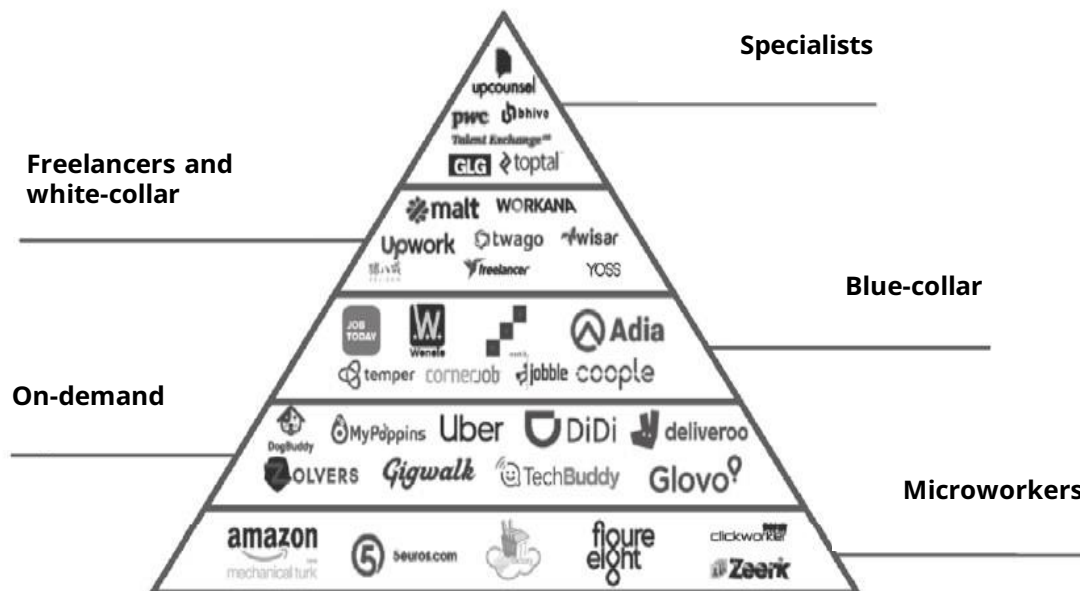 Specialists
upcounsel
pwc bhive
Talent Exchange
GLG toptal
Freelancers and
white-collar
malt WORKANA
Upwork twago wisar
freelancer YOSS
Blue-collar
JOB
TODAY
W
Adia
temper cornerjob jobble coople
On-demand
DogBuddy
MyPoppins Uber DiDi deliveroo
ZOLVERS Gigwalk TechBuddy Glovo
Microworkers
amazon
mechanical turk
5 5euros.com
figure
eight
clickworker
Zeerk